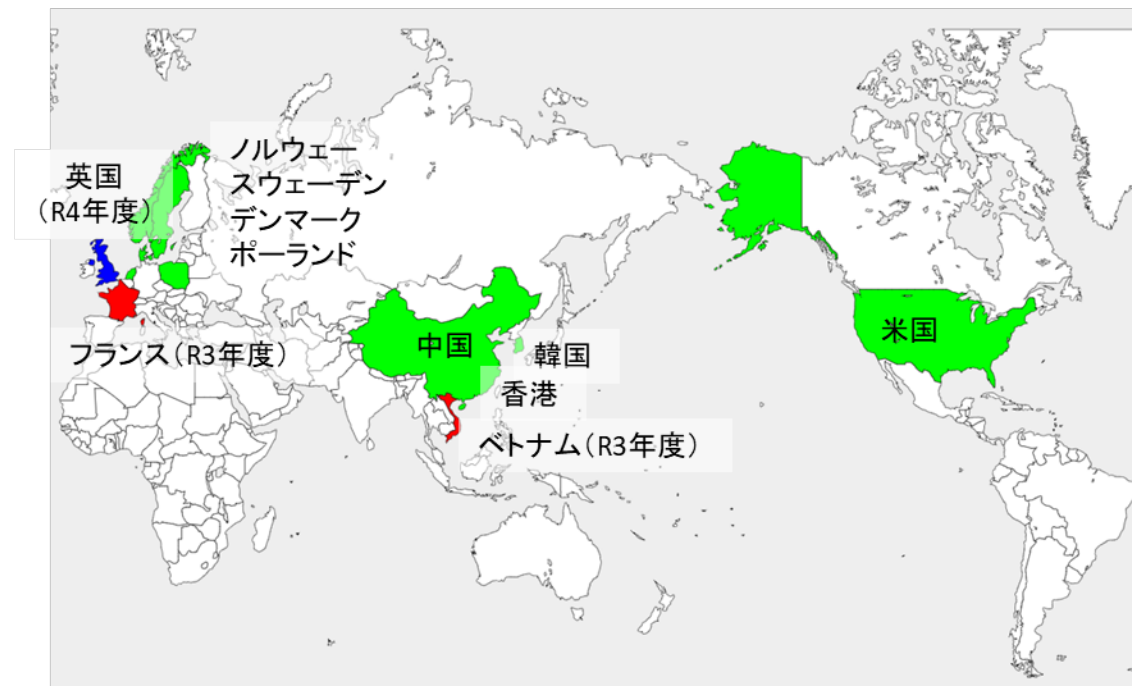 ノルウェー
スウェーデン
デンマーク
ポーランド
英国
（R4年度）
フランス（R3年度）
中国
韓国
香港
ベトナム（R3年度）
米国